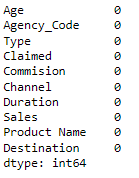 Age 0
Agency_Code 0
Type 0
Claimed 0
Commision 0
Channel 0
Duration 0
Sales 0
Product Name 0
Destination 0
dtype: int64